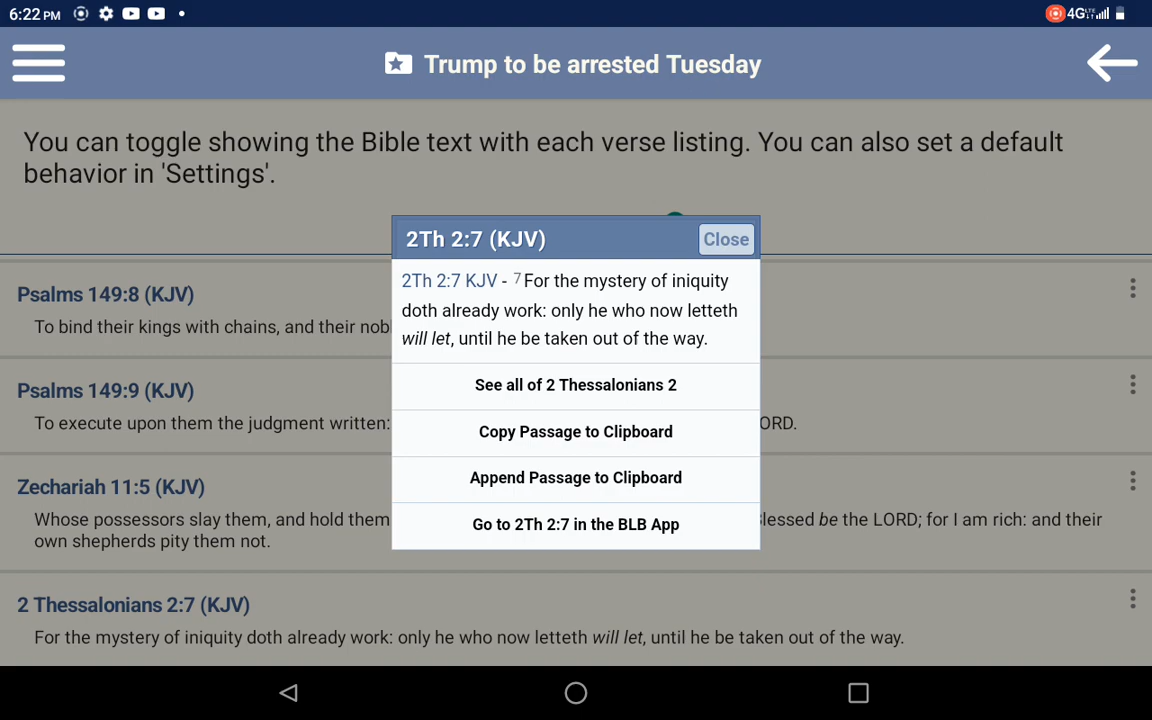 6:22 PM
4G LTE
Trump to be arrested Tuesday
You can toggle showing the Bible text with each verse listing. You can also set a default
behavior in 'Settings'.
2Th 2:7 (KJV)
Close
2Th 2:7 KJV - 7 For the mystery of iniquity
doth already work: only he who now letteth
will let, until he be taken out of the way.
See all of 2 Thessalonians 2
Copy Passage to Clipboard
Append Passage to Clipboard
Go to 2Th 2:7 in the BLB App
Psalms 149:8 (KJV)
To bind their kings with chains, and their
Psalms 149:9 (KJV)
To execute upon them the judgment written: ORD.
Zechariah 11:5 (KJV)
Whose possessors slay them, and hold them lessed be the LORD; for I am rich: and their
own shepherds pity them not.
2 Thessalonians 2:7 (KJV)
For the mystery of iniquity doth already work: only he who now letteth will let, until he be taken out of the way.